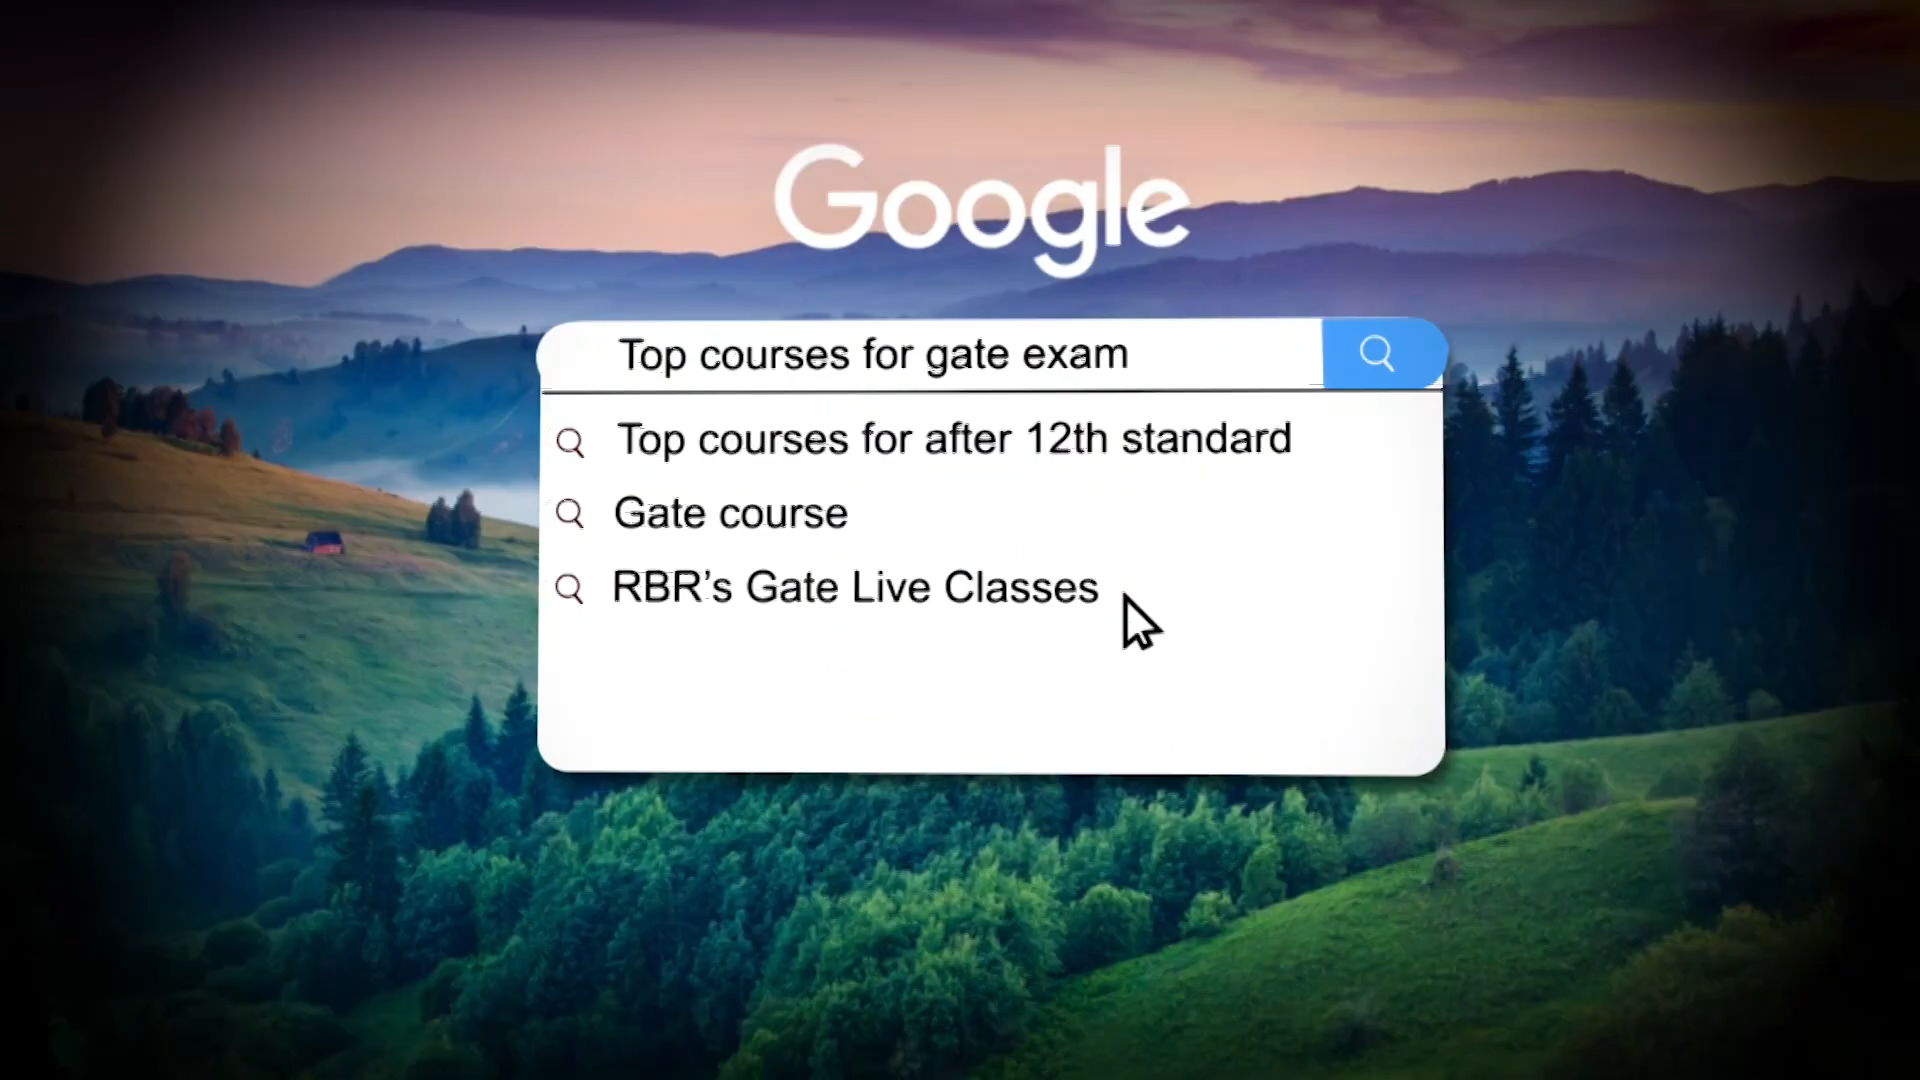 Google
Top courses for gate exam
Top courses for after 12th standard
Gate course
RBR’s Gate Live Classes